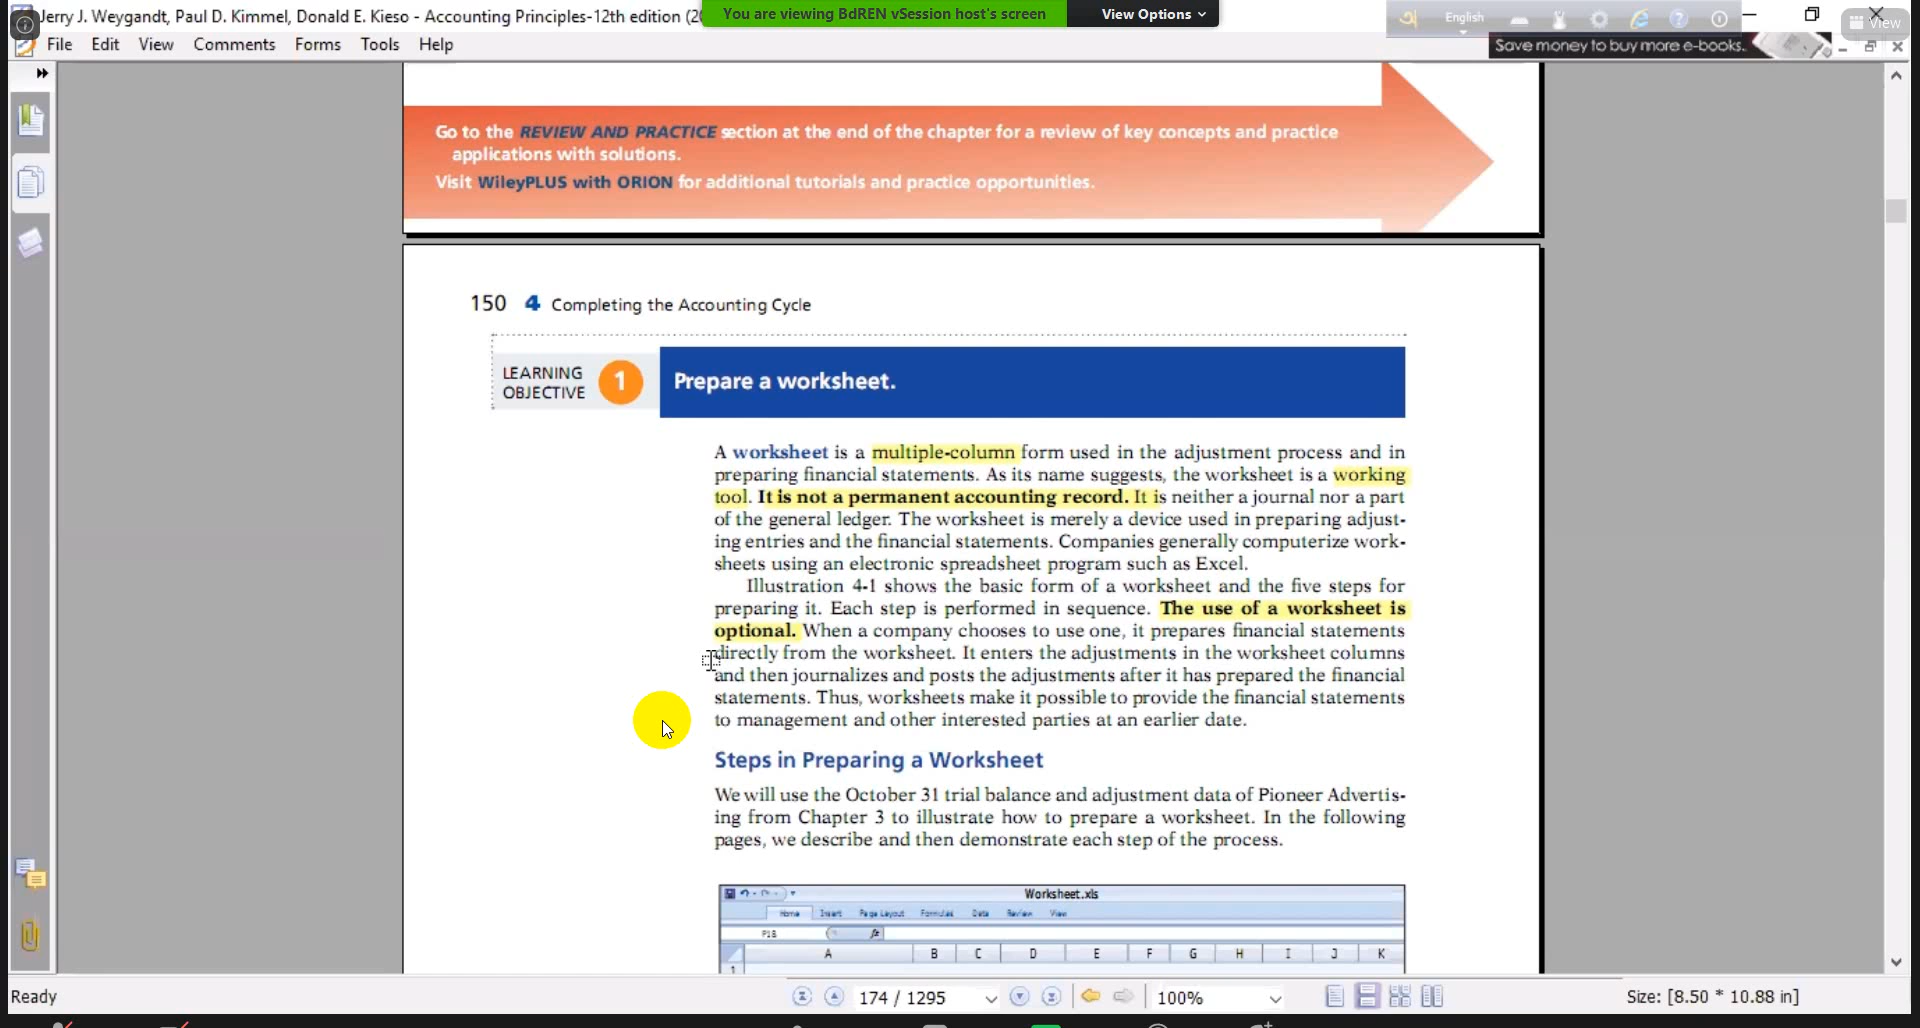 Jerry J. Weygandt, Paul D. Kimmel, Donald E. Kieso - Accounting Principles-12th edition (20
You are viewing BdREN vSession host's screen
View Options
English
View
File Edit View Comments Forms Tools Help
Save money to buy more e-books..
Go to the REVIEW AND PRACTICE section at the end of the chapter for a review of key concepts and practice
applications with solutions.
Visit WileyPLUS with ORION for additional tutorials and practice opportunities.
150 4 Completing the Accounting Cycle
LEARNING
OBJECTIVE
1
Prepare a worksheet.
A worksheet is a multiple-column form used in the adjustment process and in
preparing financial statements. As its name suggests, the worksheet is a working
tool. It is not a permanent accounting record. It is neither a journal nor a part
of the general ledger. The worksheet is merely a device used in preparing adjust-
ing entries and the financial statements. Companies generally computerize work-
sheets using an electronic spreadsheet program such as Excel.
Illustration 4-1 shows the basic form of a worksheet and the five steps for
preparing it. Each step is performed in sequence. The use of a worksheet is
optional. When a company chooses to use one, it prepares financial statements
directly from the worksheet. It enters the adjustments in the worksheet columns
and then journalizes and posts the adjustments after it has prepared the financial
statements. Thus, worksheets make it possible to provide the financial statements
to management and other interested parties at an earlier date.
Steps in Preparing a Worksheet
We will use the October 31 trial balance and adjustment data of Pioneer Advertis-
ing from Chapter 3 to illustrate how to prepare a worksheet. In the following
pages, we describe and then demonstrate each step of the process.
Worksheet.xls
Home Insert Page Layout Formulas Data Review View
P18 fx
A B C D E F G H I J K
1
Ready
174 / 1295
100%
Size: [8.50 * 10.88 in]